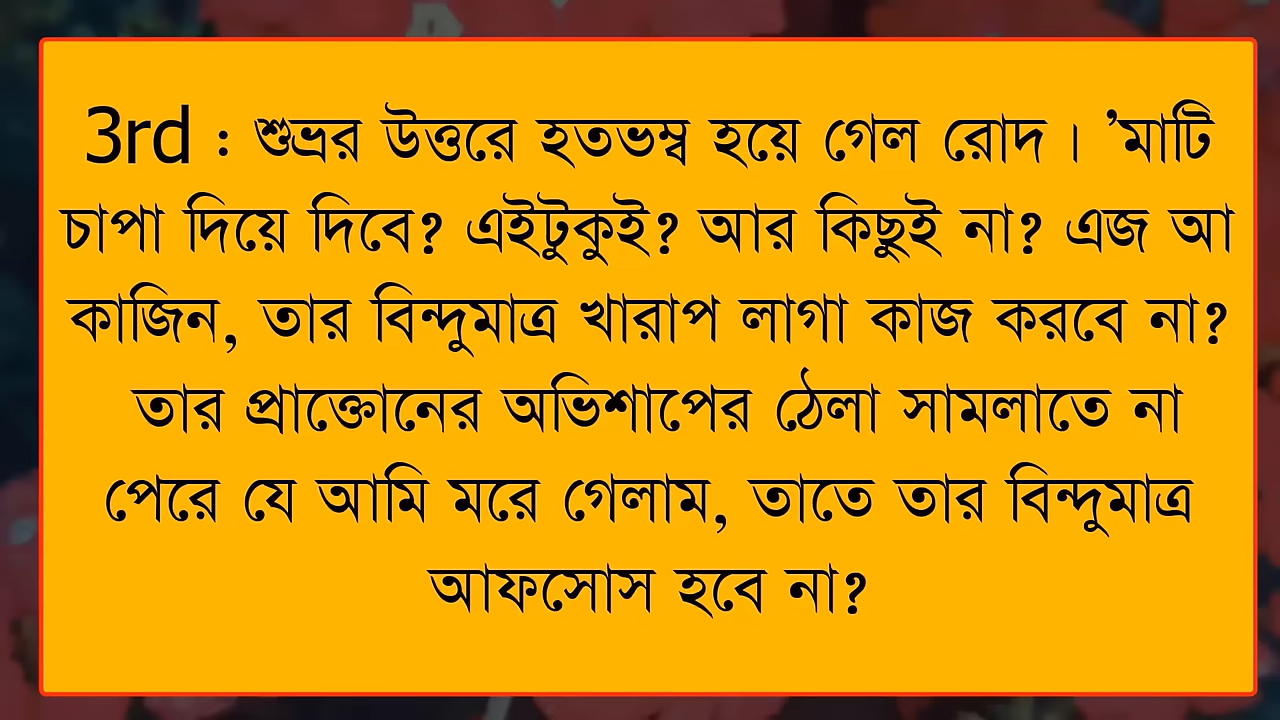 3rd : শুভ্রর উত্তরে হতভম্ব হয়ে গেল রোদ। ’মাটি
চাপা দিয়ে দিবে? এইটুকুই? আর কিছুই না? এজ আ
কাজিন, তার বিন্দুমাত্র খারাপ লাগা কাজ করবে না?
তার প্রাক্তোনের অভিশাপের ঠেলা সামলাতে না
পেরে যে আমি মরে গেলাম, তাতে তার বিন্দুমাত্র
আফসোস হবে না?